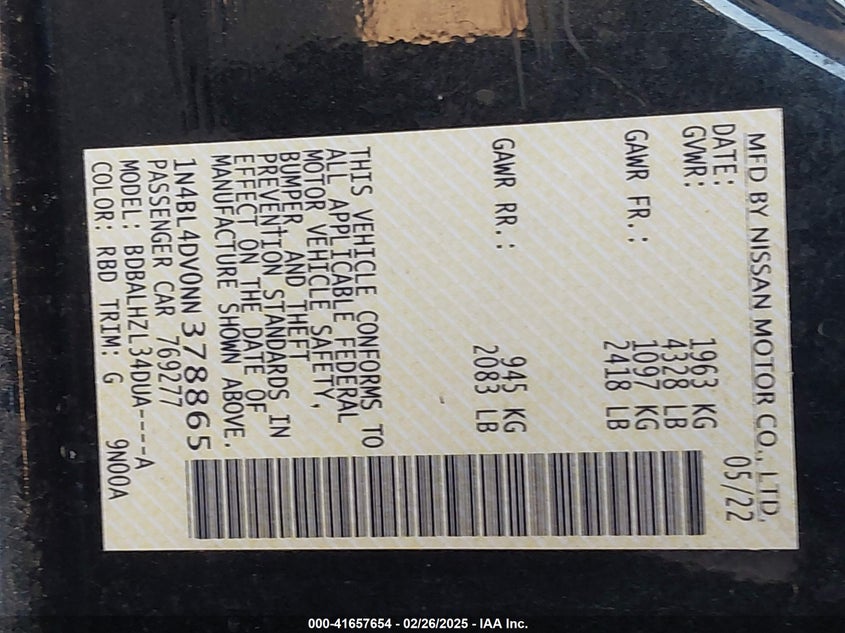 MFD BY NISSAN MOTOR CO., LTD.
DATE: 05/22
GVWR: 1963 KG
4328 LB
GAWR FR.: 1097 KG
2418 LB
GAWR RR.: 945 KG
2083 LB
THIS VEHICLE CONFORMS TO
ALL APPLICABLE FEDERAL
MOTOR VEHICLE SAFETY,
BUMPER, AND THEFT
PREVENTION STANDARDS IN
EFFECT ON THE DATE OF
MANUFACTURE SHOWN ABOVE.
1N4BL4DV0NN378865
PASSENGER CAR 769277
MODEL: BDBALHZL34DUA----A
COLOR: RBD TRIM: G 9N00A
000-41657654 - 02/26/2025 - IAA Inc.